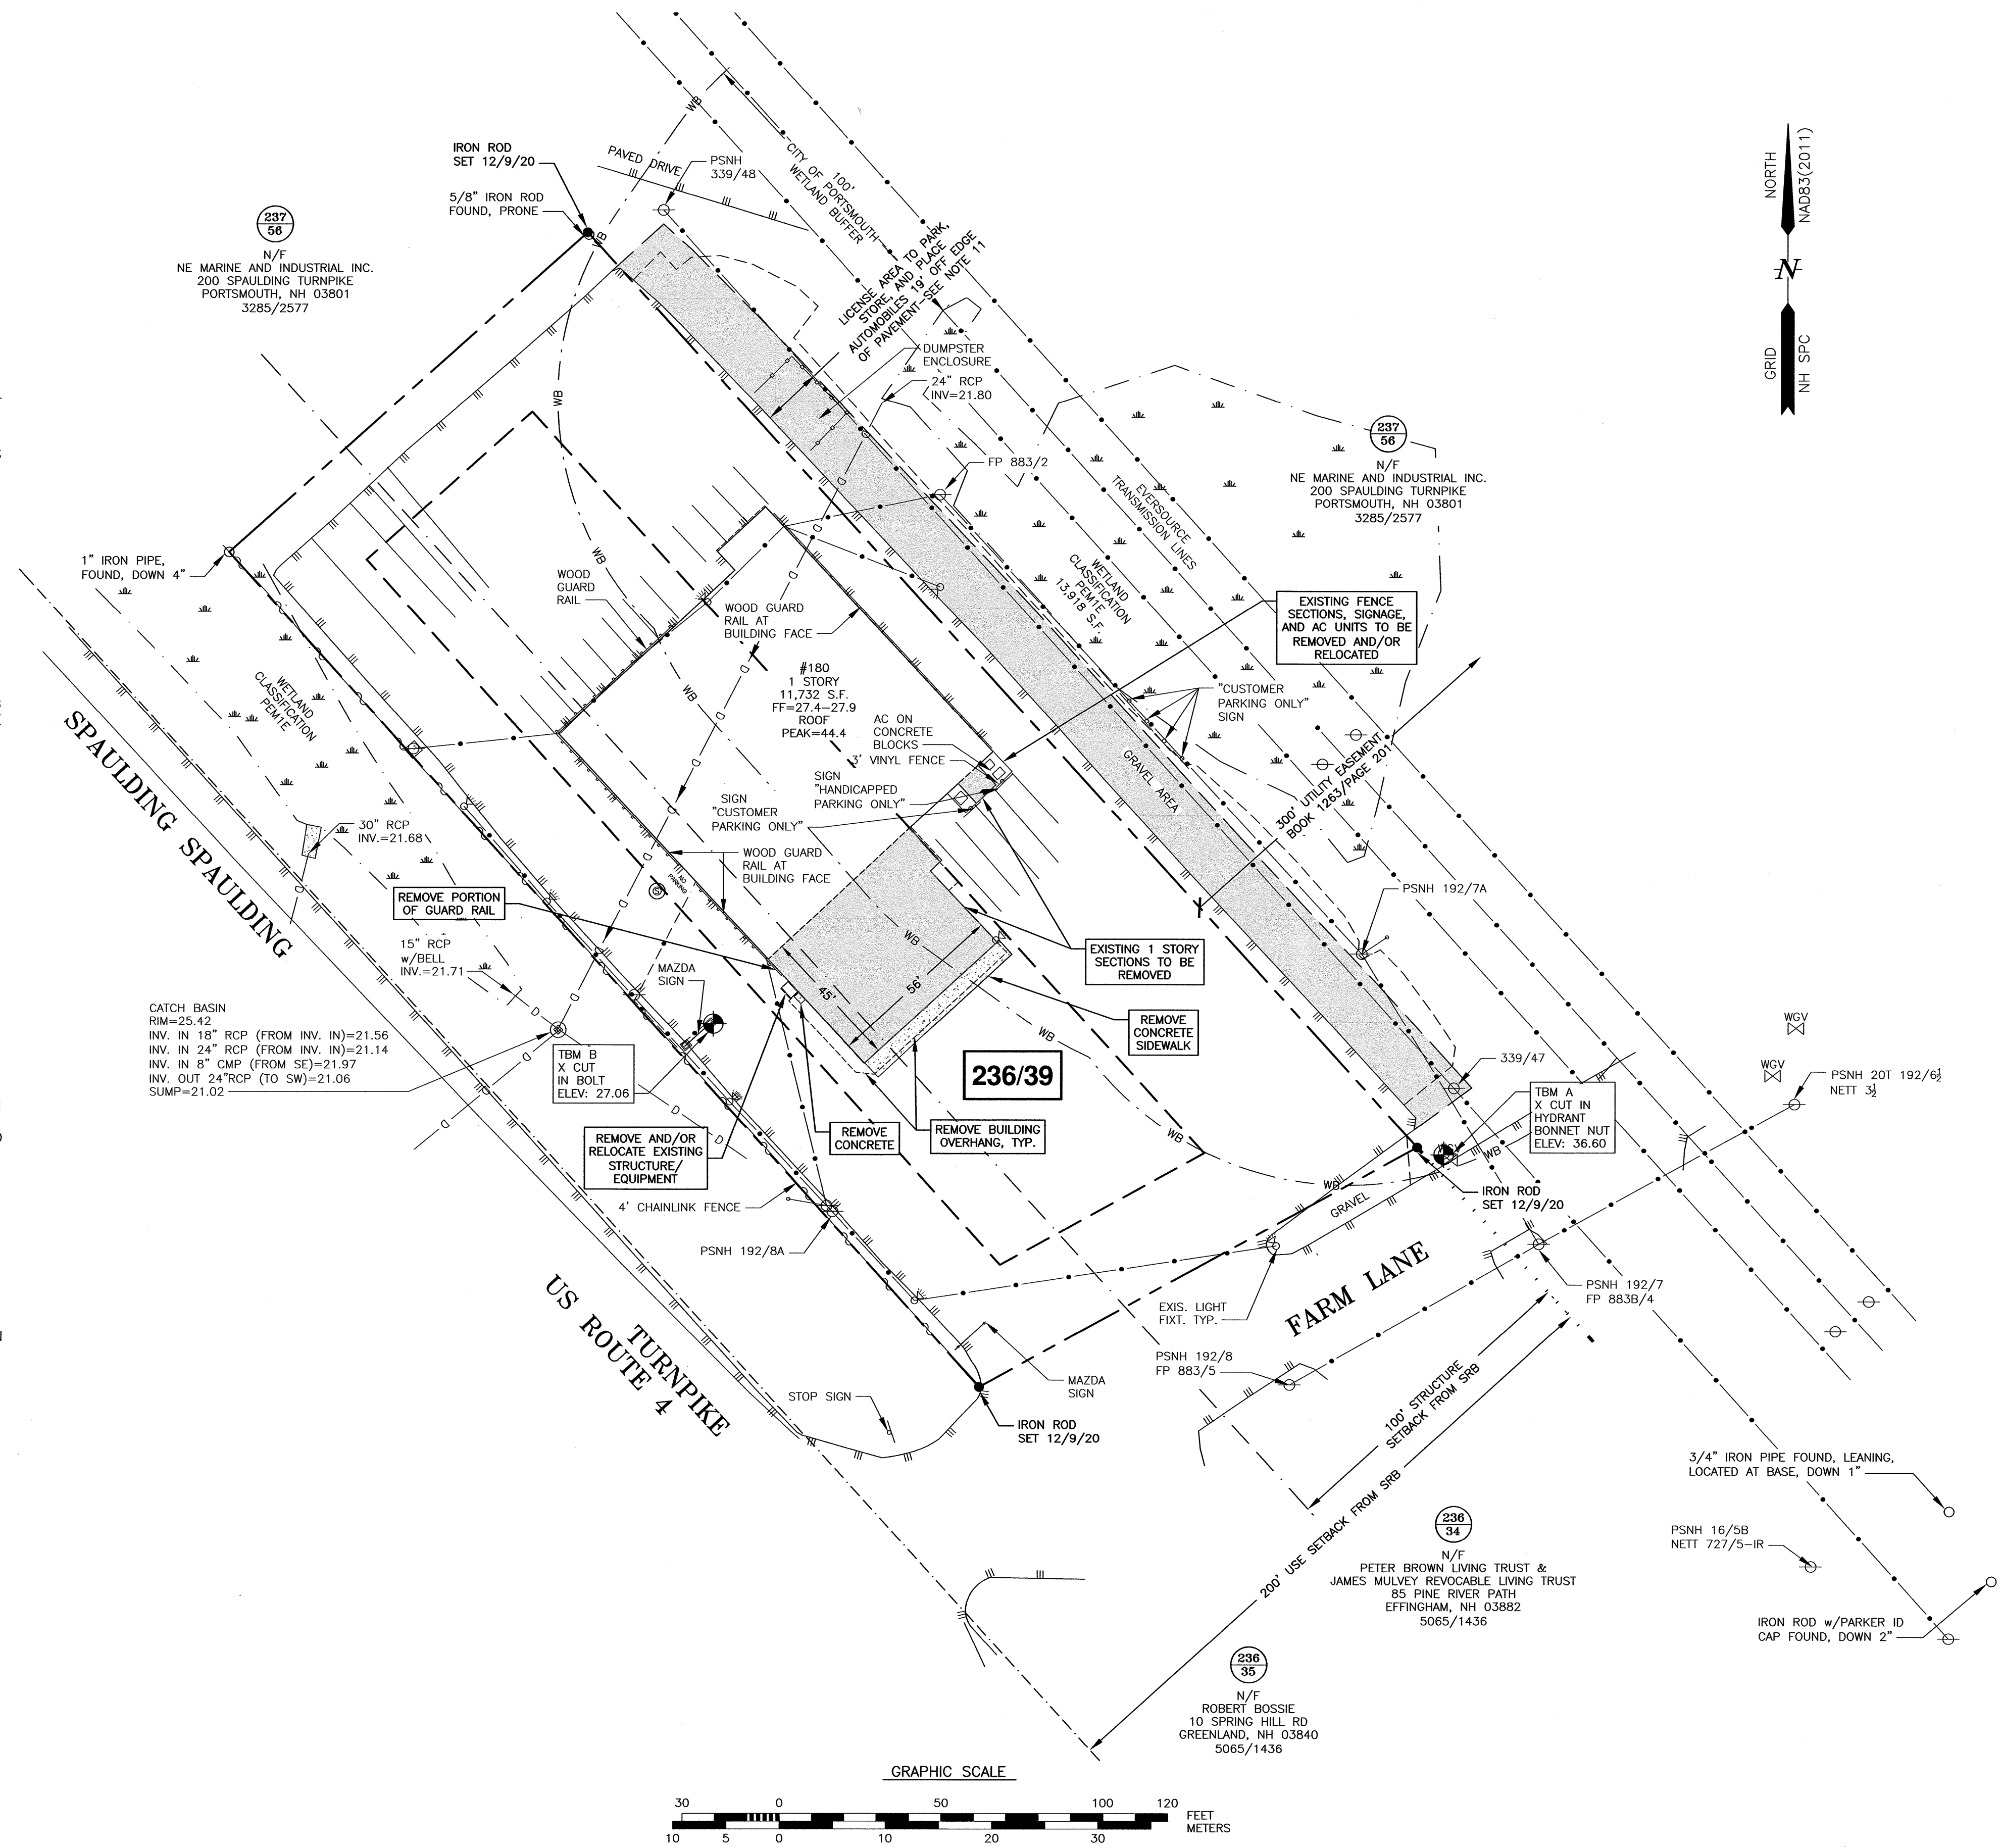 IRON ROD
SET 12/9/20
5/8" IRON ROD
FOUND, PRONE
PAVED DRIVE
PSNH
339/48
WB
100'
CITY OF PORTSMOUTH
WETLAND BUFFER
NORTH
NAD83(2011)
N
GRID
NH SPC
237
56
N/F
NE MARINE AND INDUSTRIAL INC.
200 SPAULDING TURNPIKE
PORTSMOUTH, NH 03801
3285/2577
WB
LICENSE AREA TO PARK,
STORE, AND PLACE
AUTOMOBILES 19' OFF EDGE
OF PAVEMENT-SEE NOTE 11
DUMPSTER
ENCLOSURE
24" RCP
INV=21.80
WB
D
FP 883/2
237
56
N/F
NE MARINE AND INDUSTRIAL INC.
200 SPAULDING TURNPIKE
PORTSMOUTH, NH 03801
3285/2577
EVERSOURCE
TRANSMISSION LINES
WETLAND
CLASSIFICATION
PEM1E
13,918 S.F.
1" IRON PIPE,
FOUND, DOWN 4"
D
WB
D
WOOD
GUARD
RAIL
WOOD GUARD
RAIL AT
BUILDING FACE
EXISTING FENCE
SECTIONS, SIGNAGE,
AND AC UNITS TO BE
REMOVED AND/OR
RELOCATED
D
#180
1 STORY
11,732 S.F.
FF=27.4-27.9
ROOF
PEAK=44.4
WETLAND
CLASSIFICATION
PEM1E
WB
D
"CUSTOMER
PARKING ONLY"
SIGN
AC ON
CONCRETE
BLOCKS
3' VINYL FENCE
SIGN
"HANDICAPPED
PARKING ONLY"
GRAVEL AREA
300' UTILITY EASEMENT
BOOK 1263/PAGE 201
SPAULDING
SPAULDING
SIGN
"CUSTOMER
PARKING ONLY"
D
30" RCP
INV.=21.68
WOOD GUARD
RAIL AT
BUILDING FACE
D
NO
PARKING
S
D
D
PSNH 192/7A
REMOVE PORTION
OF GUARD RAIL
WB
EXISTING 1 STORY
SECTIONS TO BE
REMOVED
15" RCP
w/BELL
INV.=21.71
D
MAZDA
SIGN
45'
56'
CATCH BASIN
RIM=25.42
INV. IN 18" RCP (FROM INV. IN)=21.56
INV. IN 24" RCP (FROM INV. IN)=21.14
INV. IN 8" CMP (FROM SE)=21.97
INV. OUT 24"RCP (TO SW)=21.06
SUMP=21.02
D
D
REMOVE
CONCRETE
SIDEWALK
WB
WGV
WGV
TBM B
X CUT
IN BOLT
ELEV: 27.06
236/39
339/47
PSNH 20T 192/6½
NETT 3½
TBM A
X CUT IN
HYDRANT
BONNET NUT
ELEV: 36.60
D
D
D
REMOVE AND/OR
RELOCATE EXISTING
STRUCTURE/
EQUIPMENT
REMOVE
CONCRETE
REMOVE BUILDING
OVERHANG, TYP.
WB
WB
WB
IRON ROD
SET 12/9/20
4' CHAINLINK FENCE
GRAVEL
PSNH 192/8A
FARM LANE
PSNH 192/7
FP 883B/4
EXIS. LIGHT
FIXT. TYP.
US ROUTE 4
TURNPIKE
PSNH 192/8
FP 883/5
MAZDA
SIGN
STOP SIGN
IRON ROD
SET 12/9/20
100' STRUCTURE
SETBACK FROM SRB
200' USE SETBACK FROM SRB
3/4" IRON PIPE FOUND, LEANING,
LOCATED AT BASE, DOWN 1"
236
34
N/F
PETER BROWN LIVING TRUST &
JAMES MULVEY REVOCABLE LIVING TRUST
85 PINE RIVER PATH
EFFINGHAM, NH 03882
5065/1436
PSNH 16/5B
NETT 727/5-IR
IRON ROD w/PARKER ID
CAP FOUND, DOWN 2"
236
35
N/F
ROBERT BOSSIE
10 SPRING HILL RD
GREENLAND, NH 03840
5065/1436
GRAPHIC SCALE
30 0 50 100 120
FEET
METERS
10 5 0 10 20 30